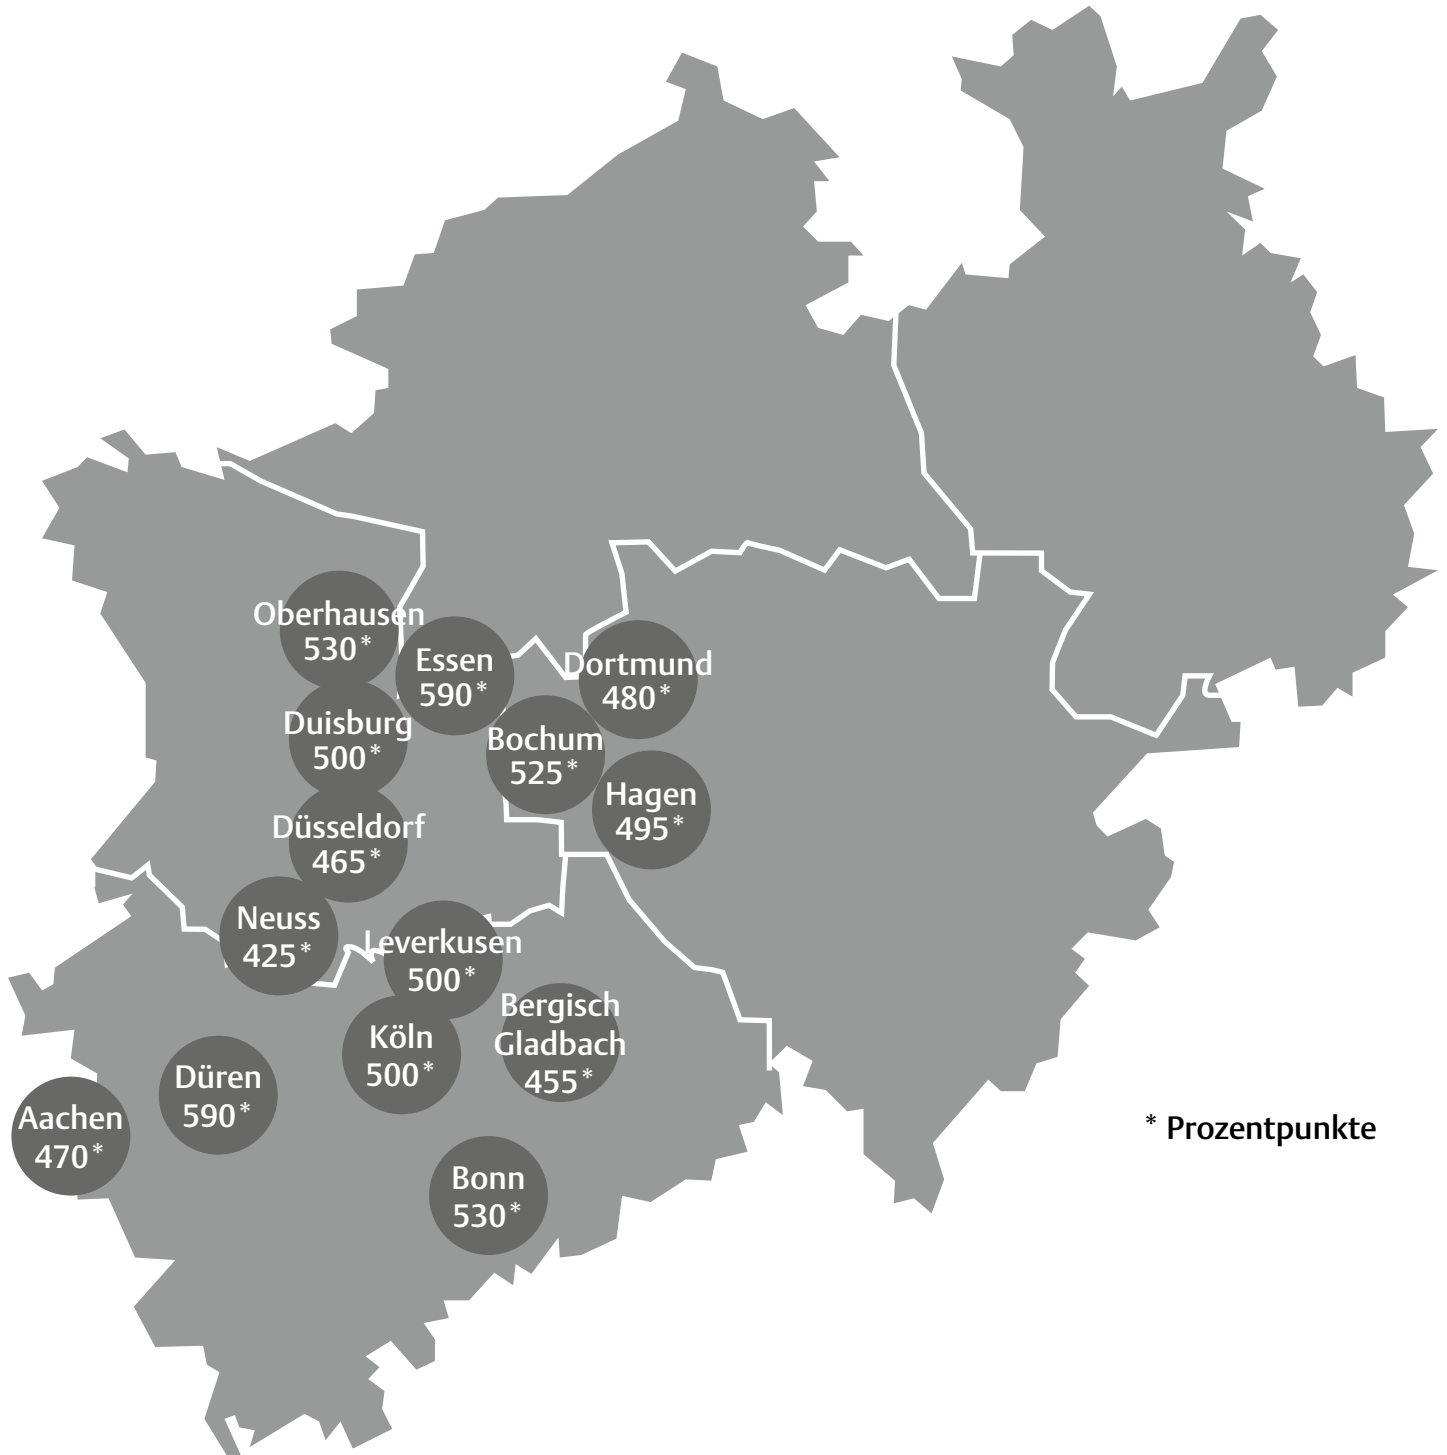 Oberhausen
530*
Essen
590*
Dortmund
480*
Duisburg
500*
Bochum
525*
Hagen
495*
Düsseldorf
465*
Neuss
425*
Leverkusen
500*
Bergisch
Gladbach
455*
Köln
500*
Düren
590*
Aachen
470*
Bonn
530*
* Prozentpunkte